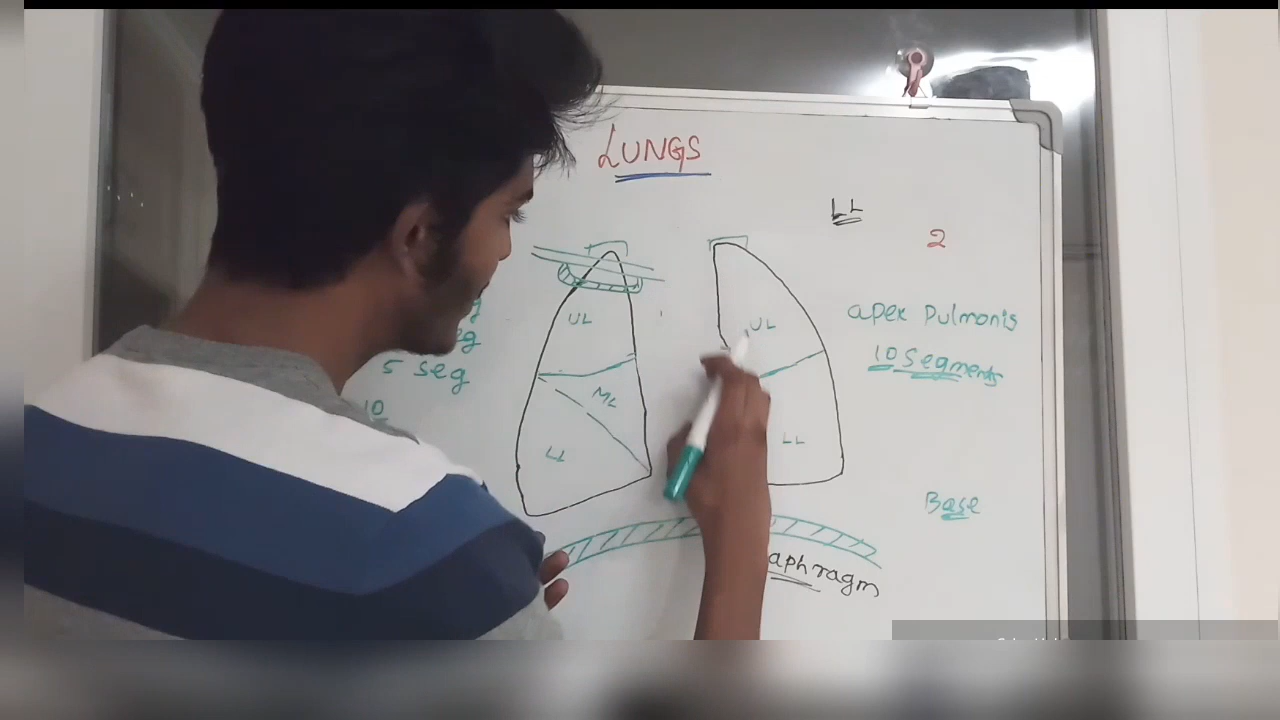 LUNGS
LL
2
apex Pulmonis
10 Segments
5 seg
10
UL
UL
ML
LL
LL
Base
aphragm